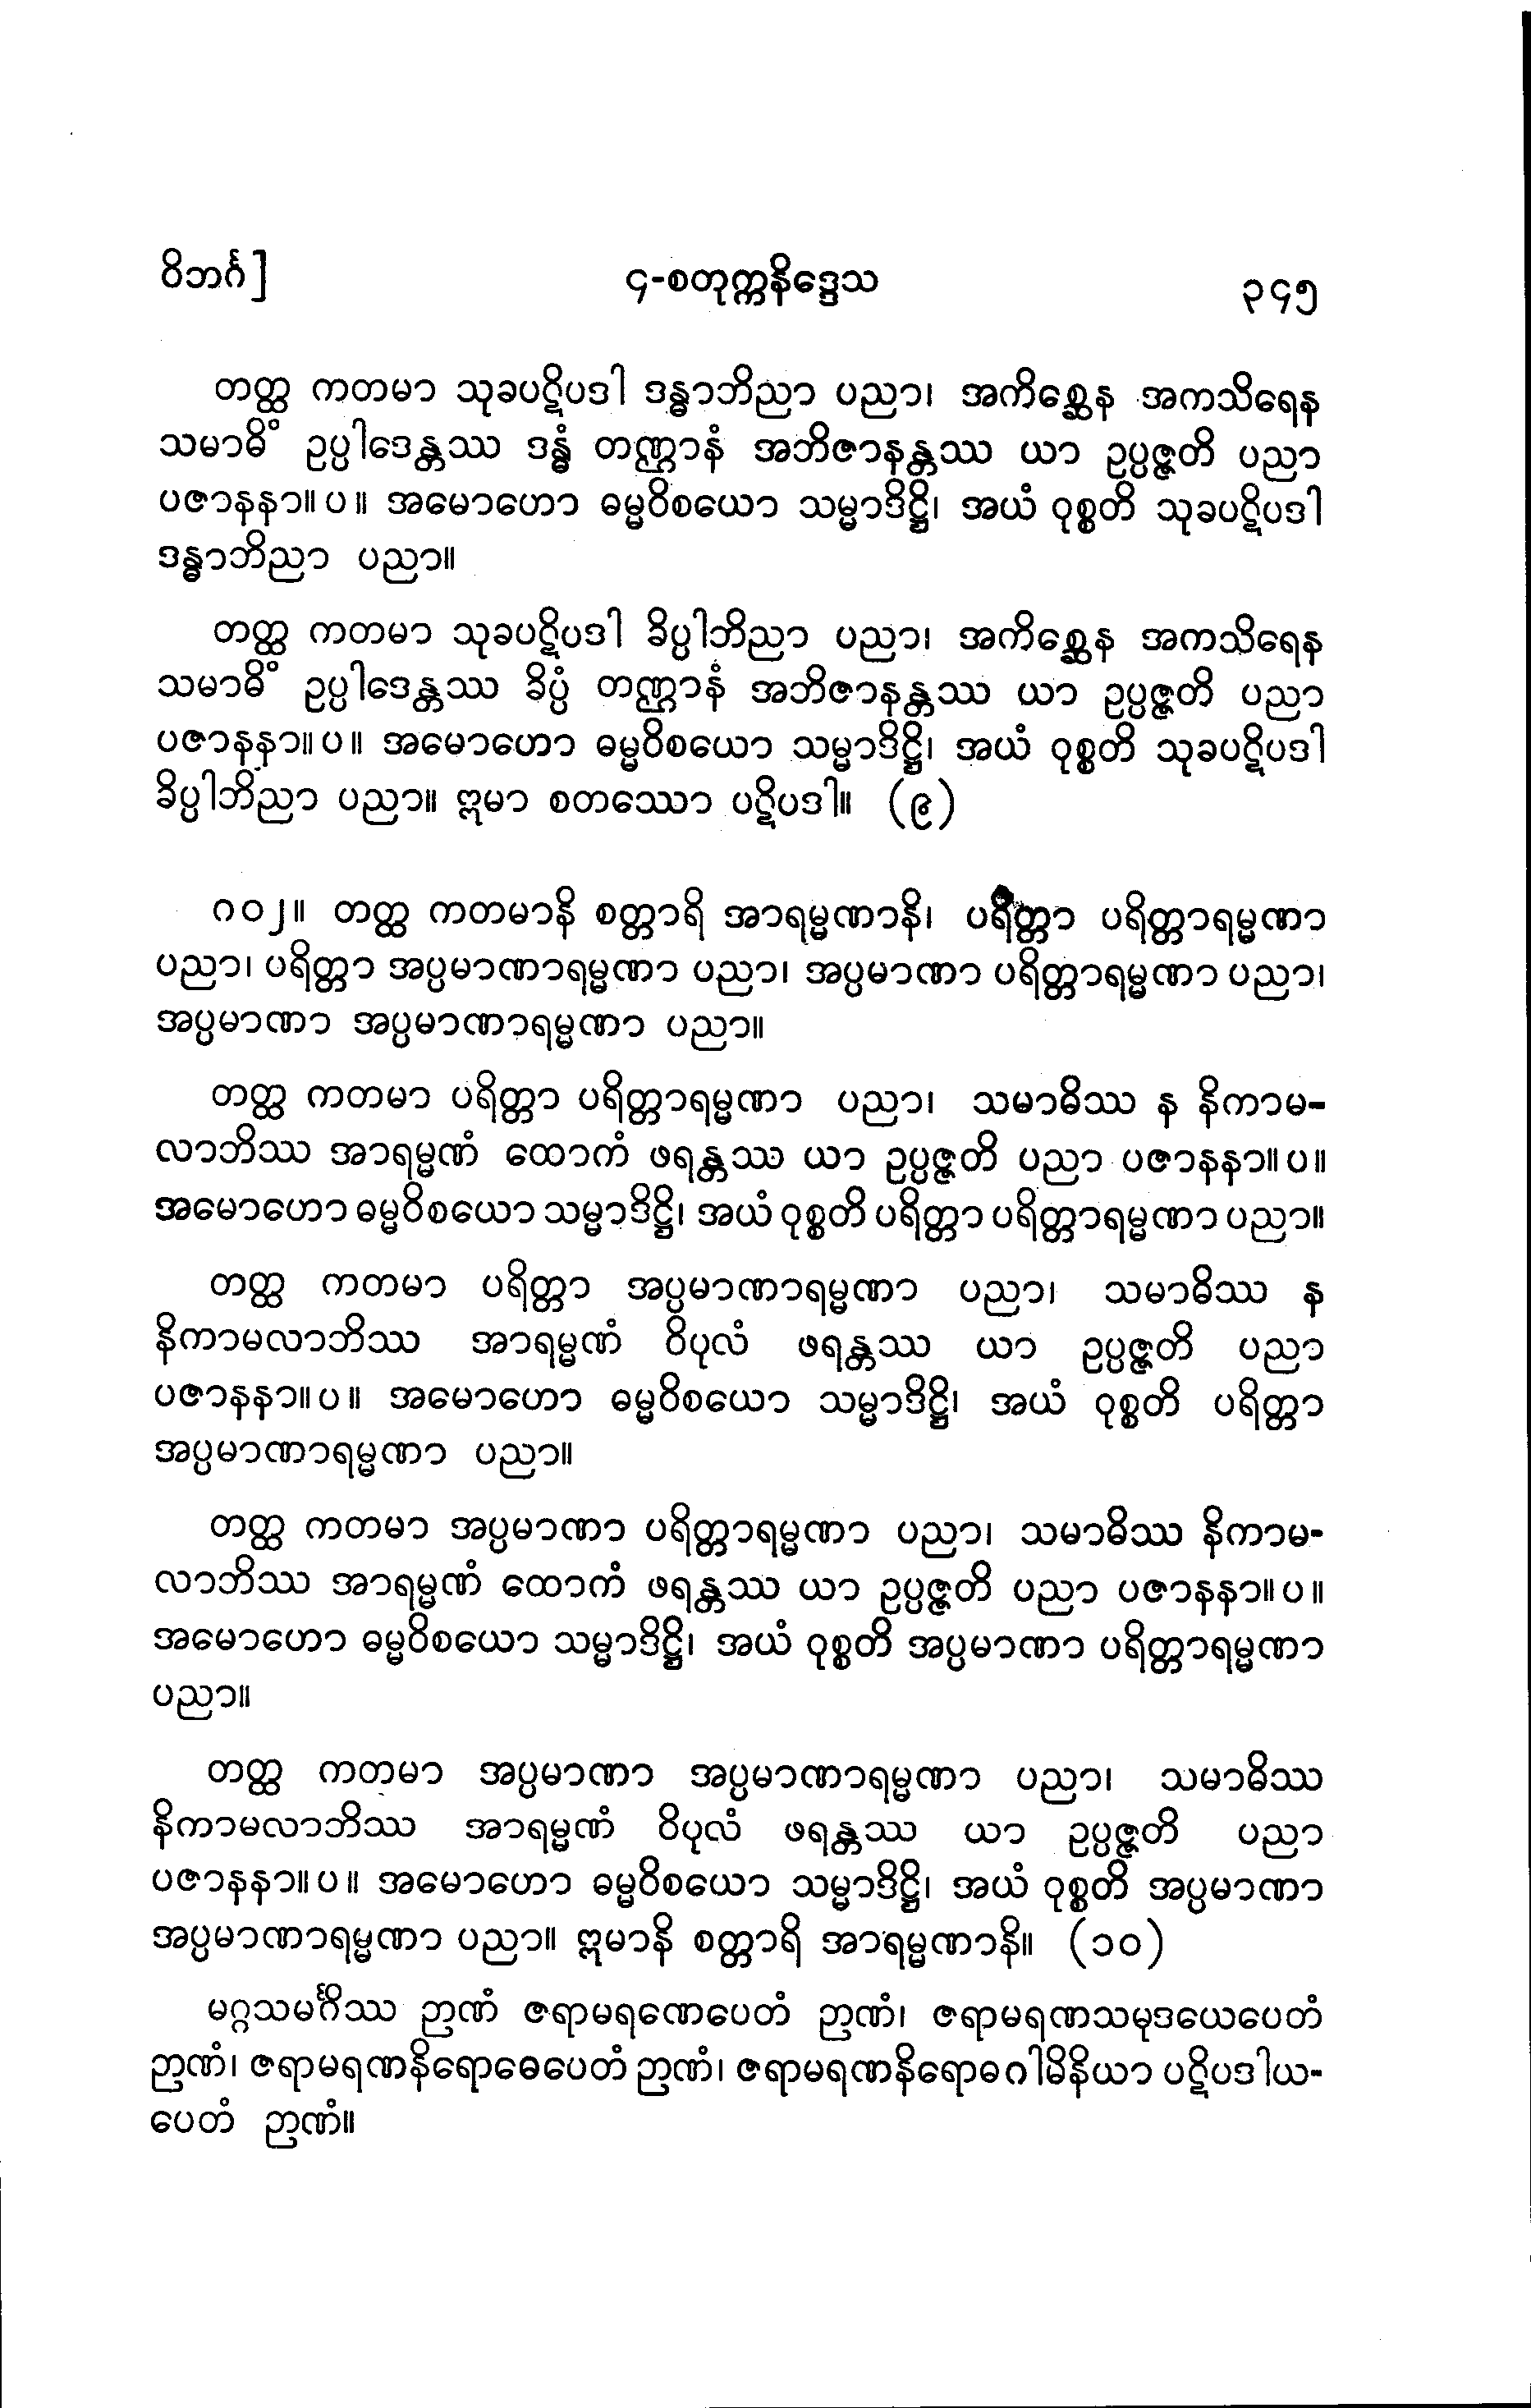 ဝိဘင်္ဂ]
၄-စတုက္ကနိဒ္ဒေသ
၃၄၅
တတ္ထ ကတမာ သုခပဋိပဒါ ဒန္ဓာဘိညာ ပညာ၊ အကိစ္ဆေန အကသိရေန
သမာဓိံ ဥပ္ပါဒေန္တဿ ဒန္ဓံ တဏ္ဌာနံ အဘိဇာနန္တဿ ယာ ဥပ္ပဇ္ဇတိ ပညာ
ပဇာနနာ။ပ။ အမောဟော ဓမ္မဝိစယော သမ္မာဒိဋ္ဌိ၊ အယံ ဝုစ္စတိ သုခပဋိပဒါ
ဒန္ဓာဘိညာ ပညာ။
တတ္ထ ကတမာ သုခပဋိပဒါ ခိပ္ပါဘိညာ ပညာ၊ အကိစ္ဆေန အကသိရေန
သမာဓိံ ဥပ္ပါဒေန္တဿ ခိပ္ပံ တဏ္ဌာနံ အဘိဇာနန္တဿ ယာ ဥပ္ပဇ္ဇတိ ပညာ
ပဇာနနာ။ပ။ အမောဟော ဓမ္မဝိစယော သမ္မာဒိဋ္ဌိ၊ အယံ ဝုစ္စတိ သုခပဋိပဒါ
ခိပ္ပါဘိညာ ပညာ။ ဣမာ စတဿော ပဋိပဒါ။ (၉)
၈၀၂။ တတ္ထ ကတမာနိ စတ္တာရိ အာရမ္မဏာနိ၊ ပရိတ္တာ ပရိတ္တာရမ္မဏာ
ပညာ၊ ပရိတ္တာ အပ္ပမာဏာရမ္မဏာ ပညာ၊ အပ္ပမာဏာ ပရိတ္တာရမ္မဏာ ပညာ၊
အပ္ပမာဏာ အပ္ပမာဏာရမ္မဏာ ပညာ။
တတ္ထ ကတမာ ပရိတ္တာ ပရိတ္တာရမ္မဏာ ပညာ၊ သမာဓိဿ န နိကာမ-
လာဘိဿ အာရမ္မဏံ ထောကံ ဖရန္တဿ ယာ ဥပ္ပဇ္ဇတိ ပညာ ပဇာနနာ။ပ။
အမောဟော ဓမ္မဝိစယော သမ္မာဒိဋ္ဌိ၊ အယံ ဝုစ္စတိ ပရိတ္တာ ပရိတ္တာရမ္မဏာ ပညာ။
တတ္ထ ကတမာ ပရိတ္တာ အပ္ပမာဏာရမ္မဏာ ပညာ၊ သမာဓိဿ န
နိကာမလာဘိဿ အာရမ္မဏံ ဝိပုလံ ဖရန္တဿ ယာ ဥပ္ပဇ္ဇတိ ပညာ
ပဇာနနာ။ပ။ အမောဟော ဓမ္မဝိစယော သမ္မာဒိဋ္ဌိ၊ အယံ ဝုစ္စတိ ပရိတ္တာ
အပ္ပမာဏာရမ္မဏာ ပညာ။
တတ္ထ ကတမာ အပ္ပမာဏာ ပရိတ္တာရမ္မဏာ ပညာ၊ သမာဓိဿ နိကာမ-
လာဘိဿ အာရမ္မဏံ ထောကံ ဖရန္တဿ ယာ ဥပ္ပဇ္ဇတိ ပညာ ပဇာနနာ။ပ။
အမောဟော ဓမ္မဝိစယော သမ္မာဒိဋ္ဌိ၊ အယံ ဝုစ္စတိ အပ္ပမာဏာ ပရိတ္တာရမ္မဏာ
ပညာ။
တတ္ထ ကတမာ အပ္ပမာဏာ အပ္ပမာဏာရမ္မဏာ ပညာ၊ သမာဓိဿ
နိကာမလာဘိဿ အာရမ္မဏံ ဝိပုလံ ဖရန္တဿ ယာ ဥပ္ပဇ္ဇတိ ပညာ
ပဇာနနာ။ပ။ အမောဟော ဓမ္မဝိစယော သမ္မာဒိဋ္ဌိ၊ အယံ ဝုစ္စတိ အပ္ပမာဏာ
အပ္ပမာဏာရမ္မဏာ ပညာ။ ဣမာနိ စတ္တာရိ အာရမ္မဏာနိ။ (၁၀)
မဂ္ဂသမင်္ဂိဿ ဉာဏံ ဇရာမရဏေပေတံ ဉာဏံ၊ ဇရာမရဏသမုဒယေပေတံ
ဉာဏံ၊ ဇရာမရဏနိရောဓေပေတံ ဉာဏံ၊ ဇရာမရဏနိရောဓဂါမိနိယာ ပဋိပဒါယ-
ပေတံ ဉာဏံ။